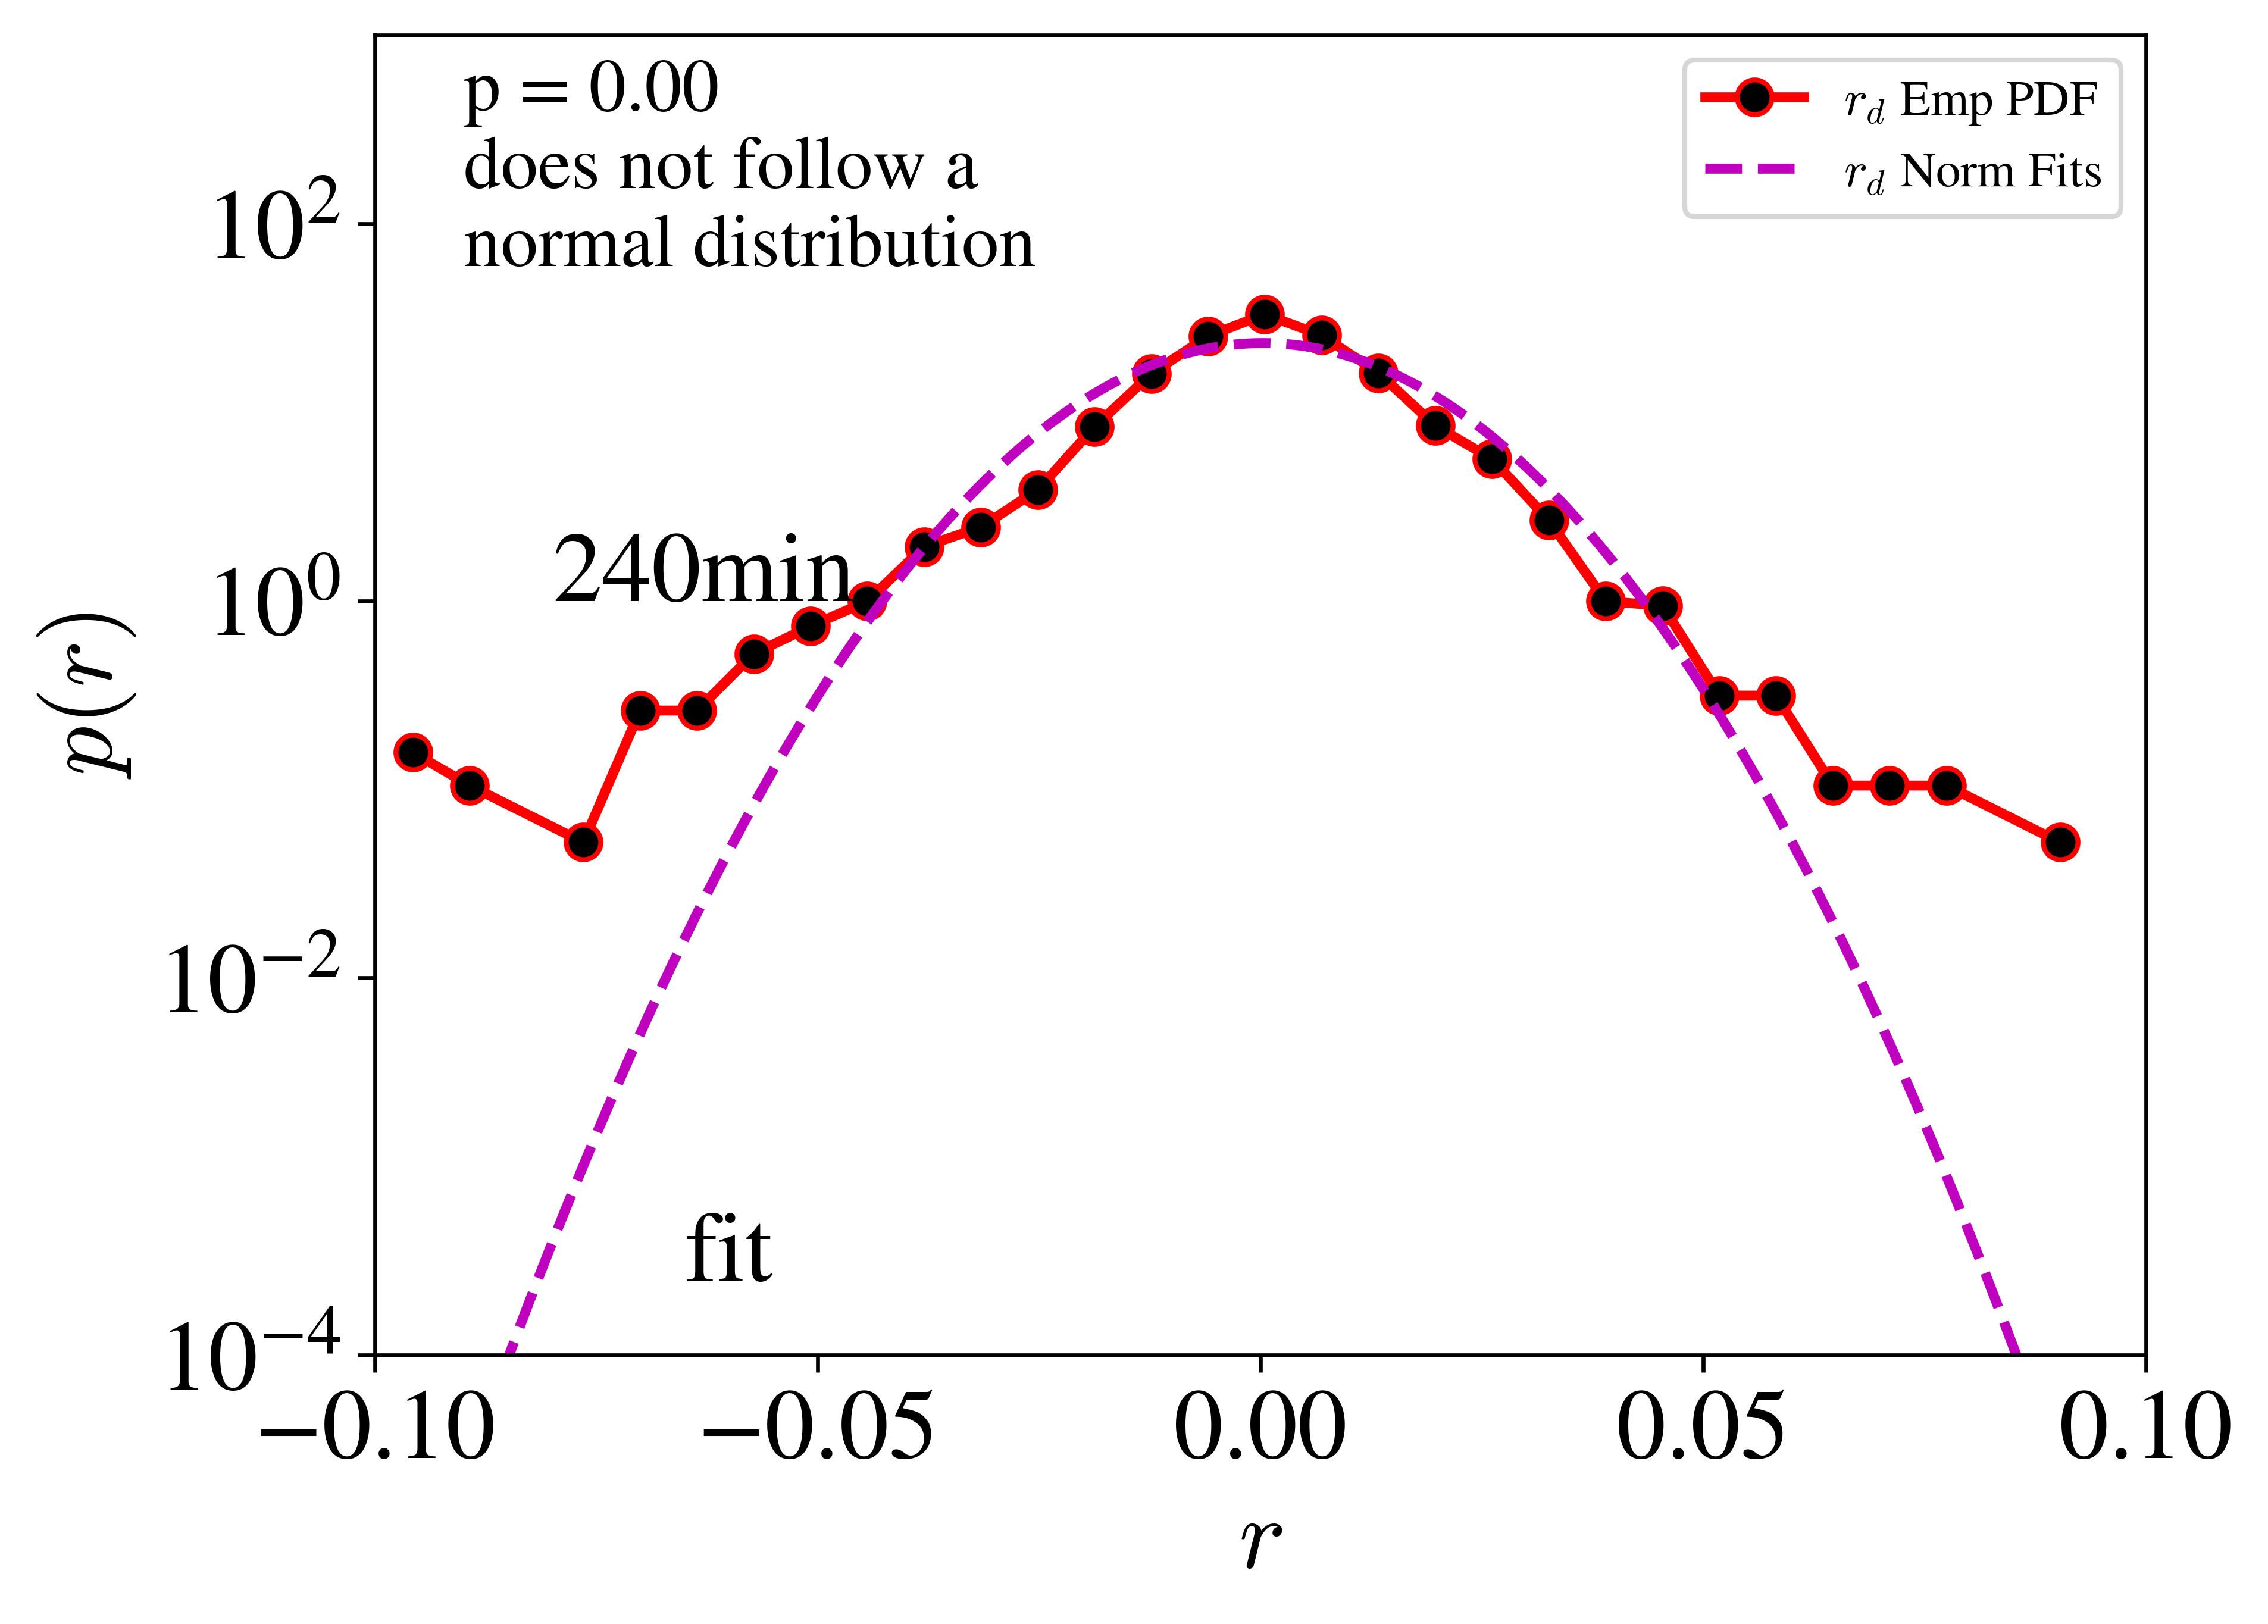 p = 0.00
does not follow a
normal distribution
r_d Emp PDF
r_d Norm Fits
10^2
10^0
10^−2
10^−4
p(r)
240min
fit
−0.10 −0.05 0.00 0.05 0.10
r